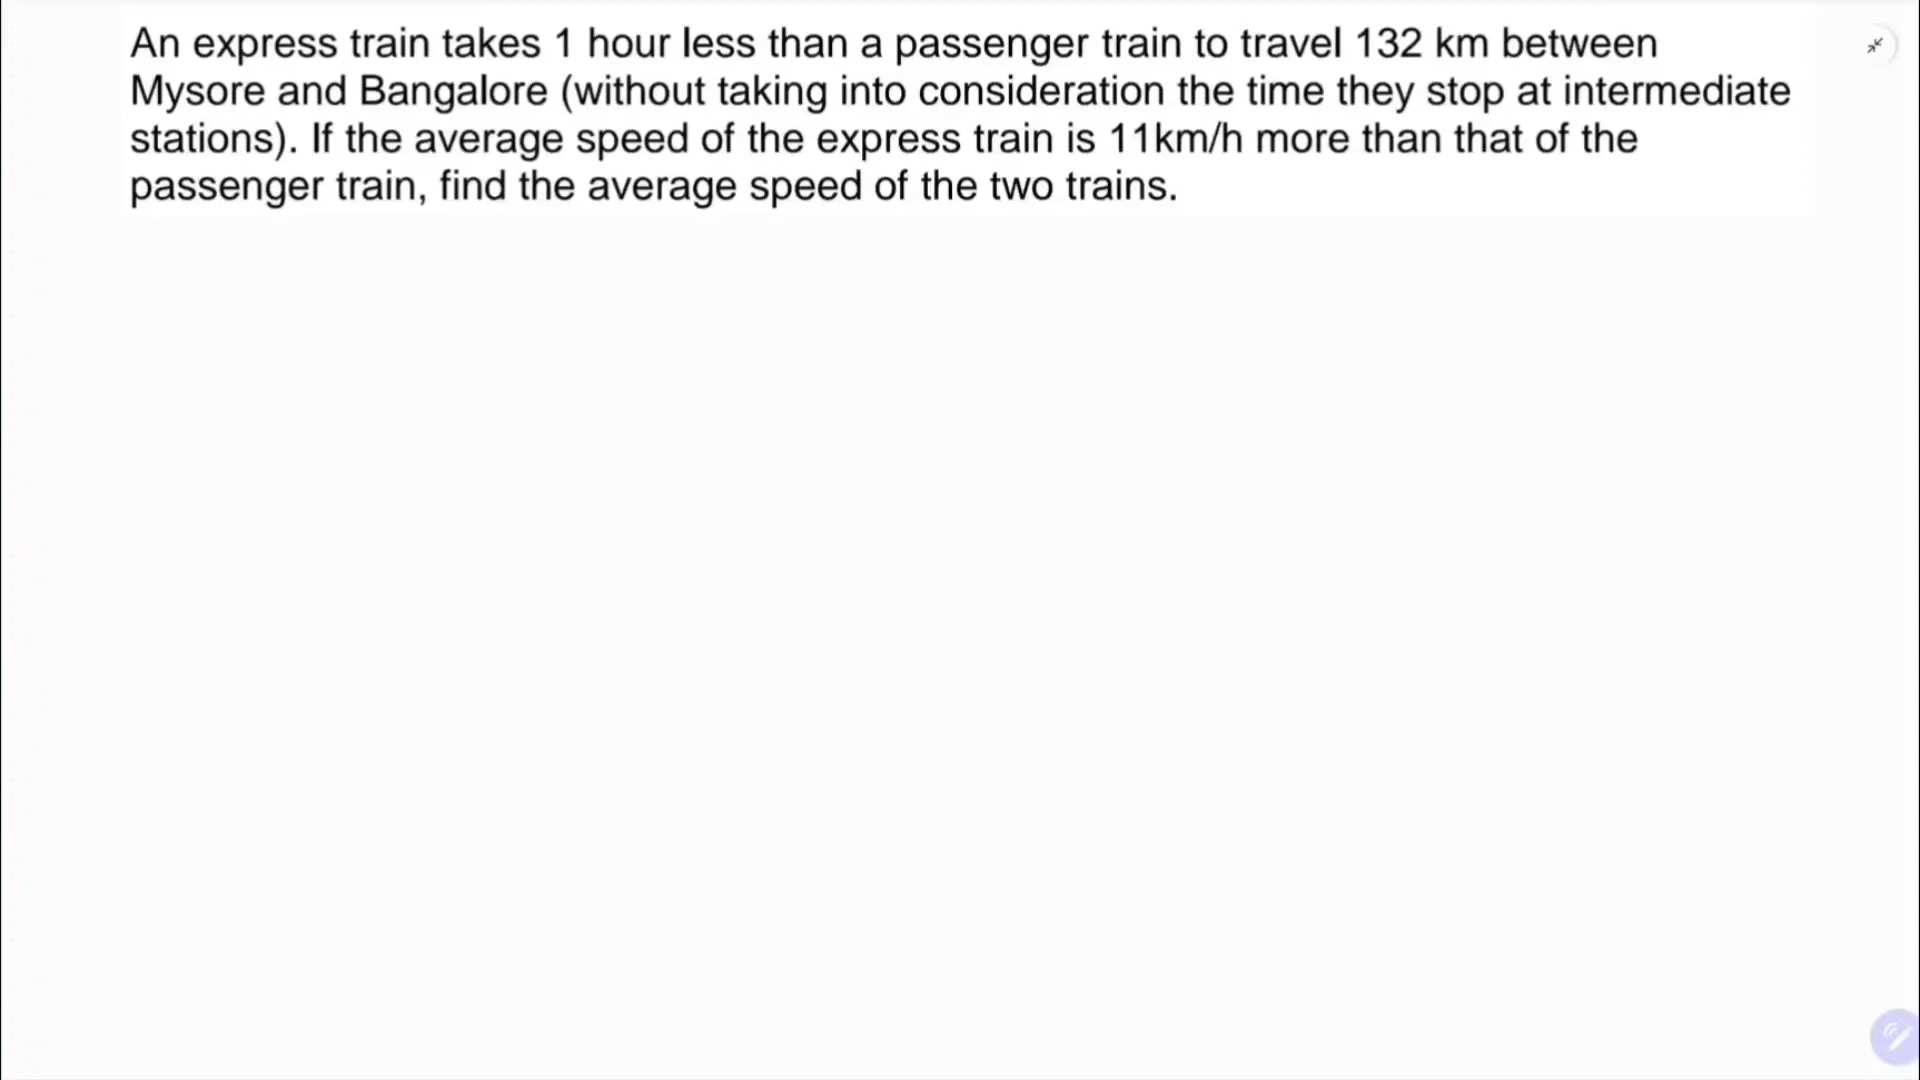 An express train takes 1 hour less than a passenger train to travel 132 km between
Mysore and Bangalore (without taking into consideration the time they stop at intermediate
stations). If the average speed of the express train is 11km/h more than that of the
passenger train, find the average speed of the two trains.